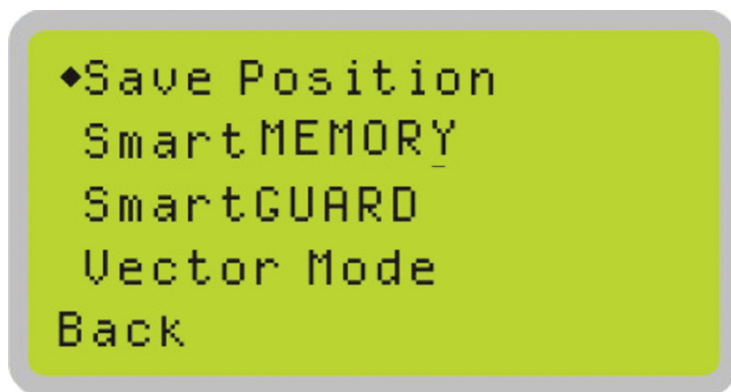 ◆Save Position
SmartMEMORY
SmartGUARD
Vector Mode
Back